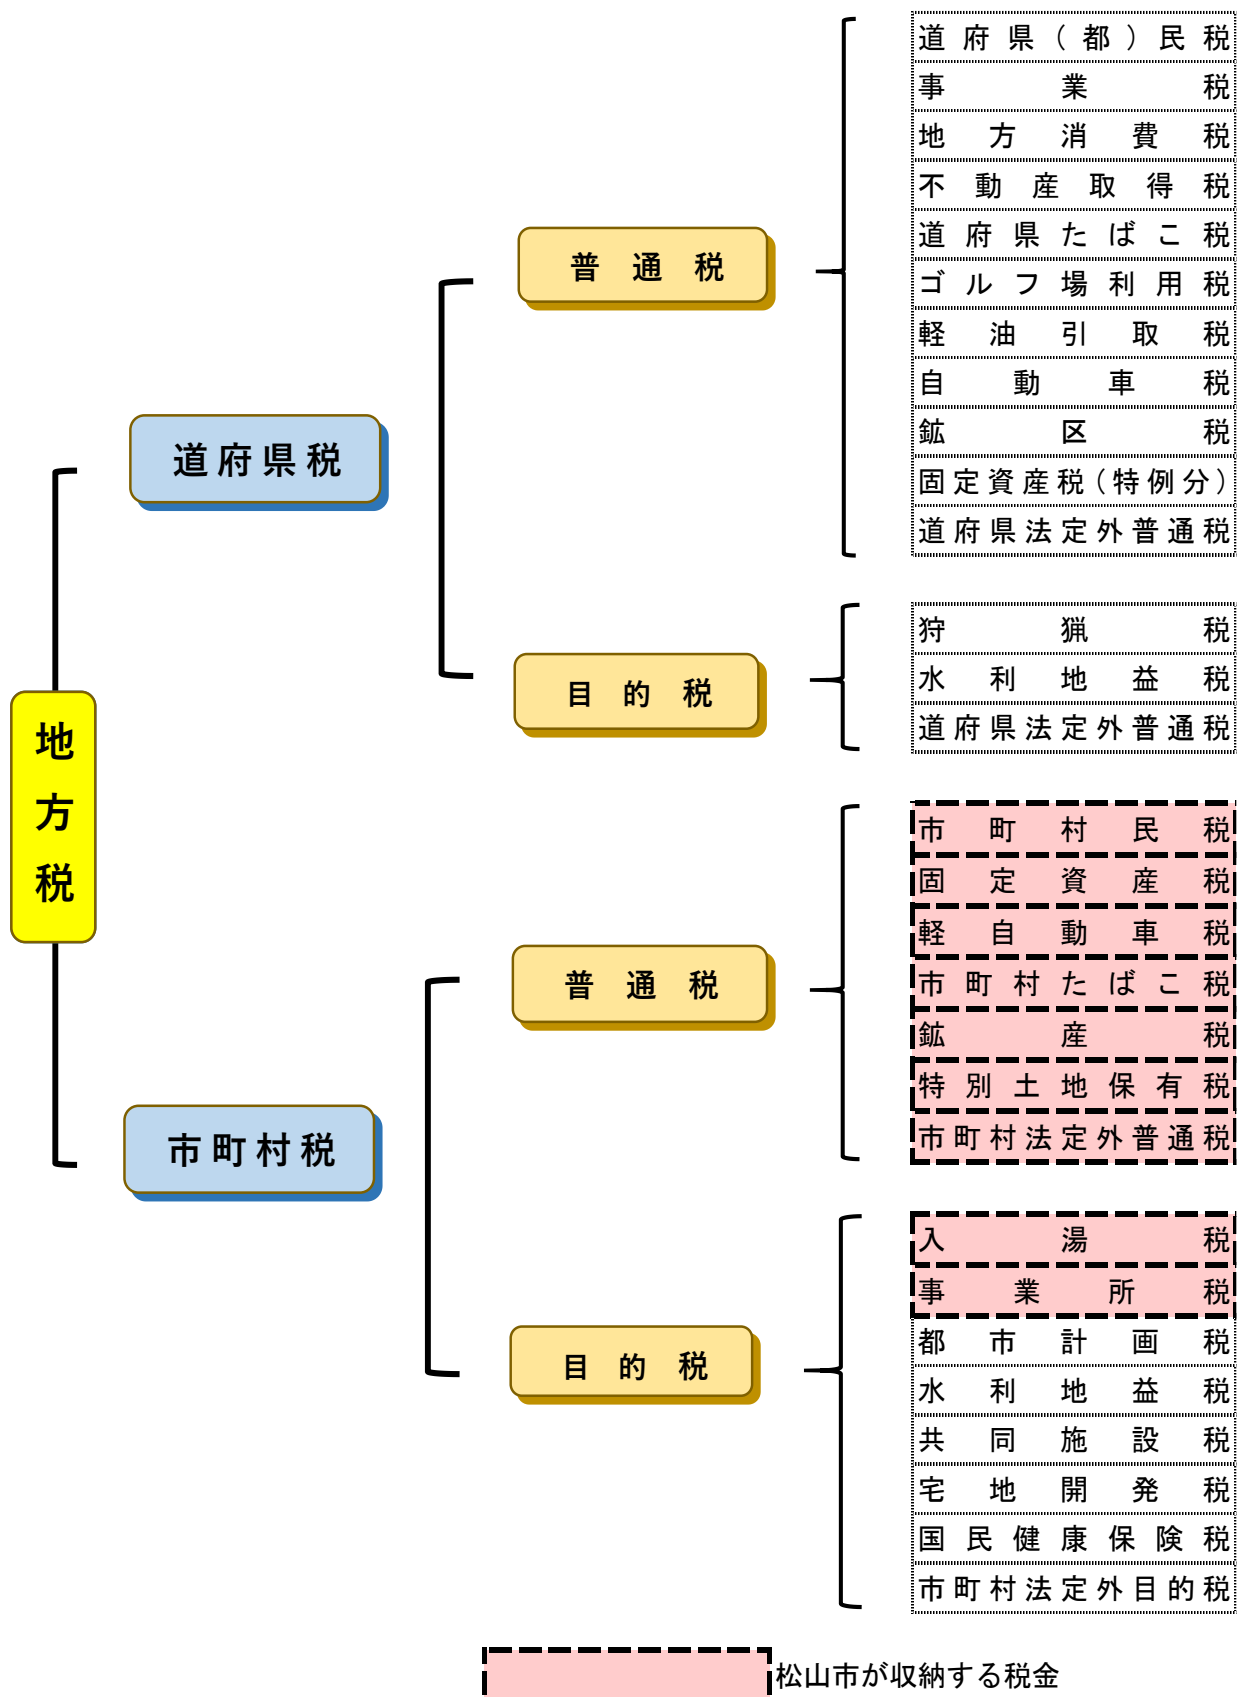 地方税
道府県税
普通税
道府県（都）民税
事業税
地方消費税
不動産取得税
道府県たばこ税
ゴルフ場利用税
軽油引取税
自動車税
鉱区税
固定資産税（特例分）
道府県法定外普通税
目的税
狩猟税
水利地益税
道府県法定外普通税
市町村税
普通税
市町村民税
固定資産税
軽自動車税
市町村たばこ税
鉱産税
特別土地保有税
市町村法定外普通税
目的税
入湯税
事業所税
都市計画税
水利地益税
共同施設税
宅地開発税
国民健康保険税
市町村法定外目的税
松山市が収納する税金